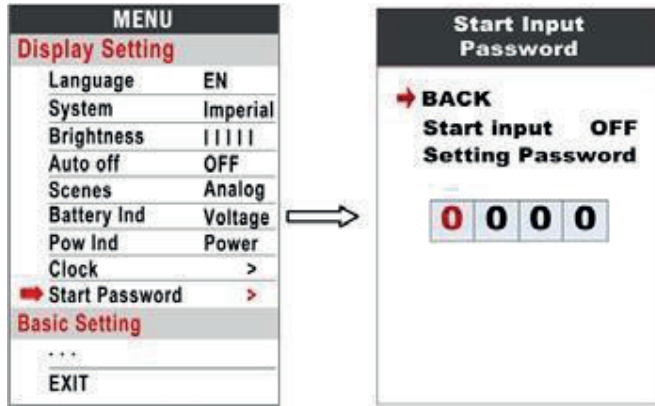 MENU
Display Setting
Language EN
System Imperial
Brightness | | | | |
Auto off OFF
Scenes Analog
Battery Ind Voltage
Pow Ind Power
Clock >
Start Password >
Basic Setting
...
EXIT
Start Input
Password
BACK
Start input OFF
Setting Password
0 0 0 0